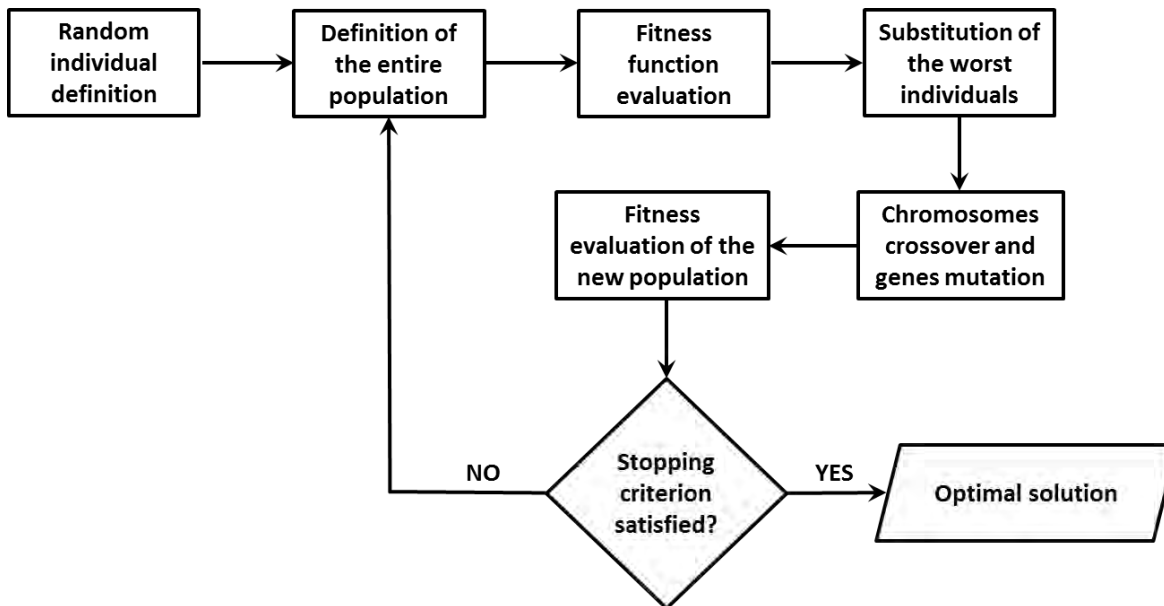 Random
individual
definition
Definition of
the entire
population
Fitness
function
evaluation
Substitution of
the worst
individuals
Chromosomes
crossover and
genes mutation
Fitness
evaluation of the
new population
Stopping
criterion
satisfied?
NO
YES
Optimal solution